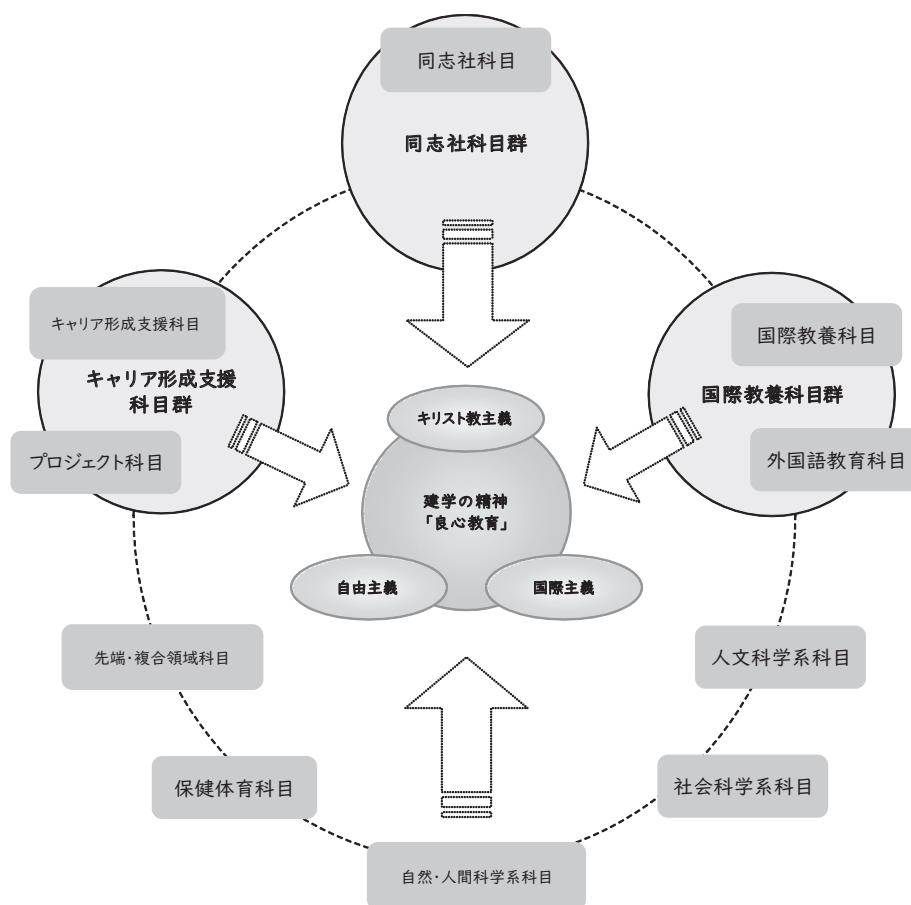 同志社科目
同志社科目群
キャリア形成支援科目
キャリア形成支援
科目群
プロジェクト科目
国際教養科目
国際教養科目群
外国語教育科目
キリスト教主義
建学の精神
「良心教育」
自由主義
国際主義
先端・複合領域科目
人文科学系科目
保健体育科目
社会科学系科目
自然・人間科学系科目